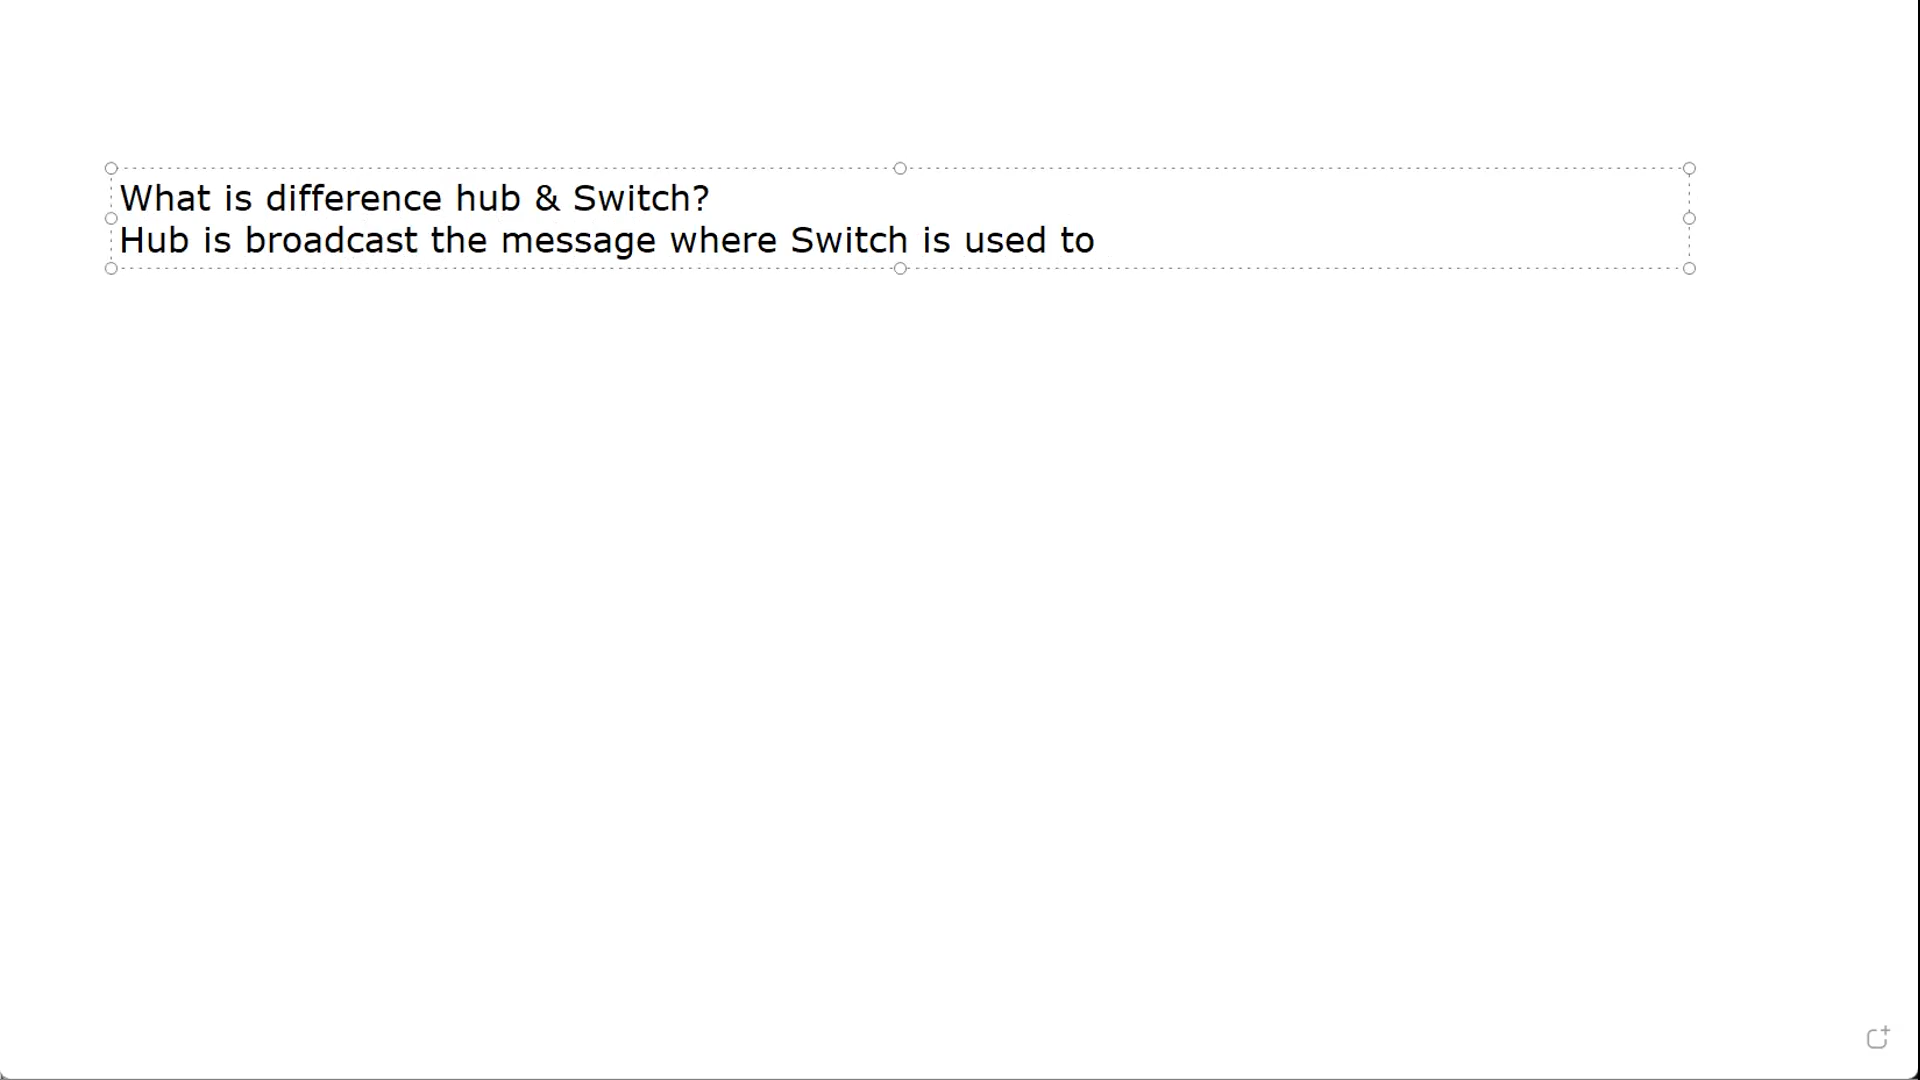 What is difference hub & Switch?
Hub is broadcast the message where Switch is used to